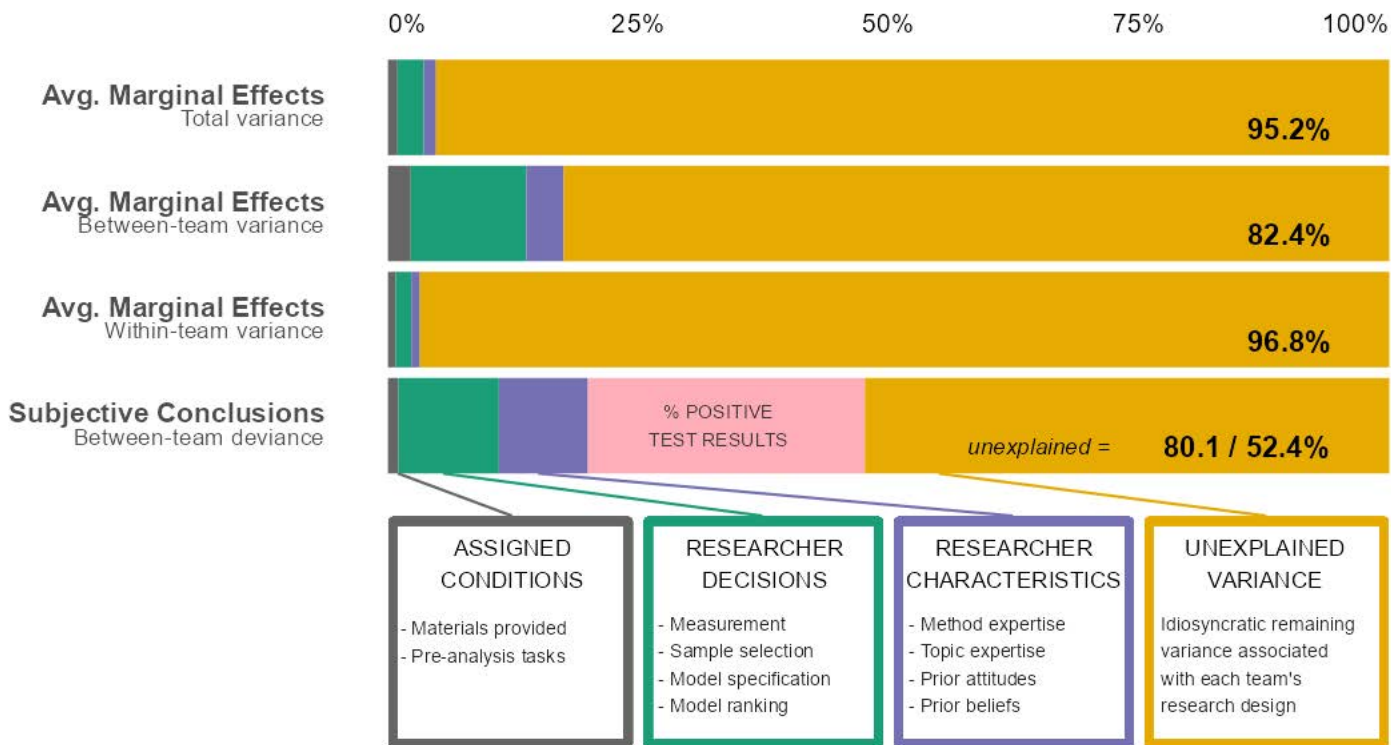 0% 25% 50% 75% 100%
Avg. Marginal Effects
Total variance
95.2%
Avg. Marginal Effects
Between-team variance
82.4%
Avg. Marginal Effects
Within-team variance
96.8%
Subjective Conclusions
Between-team deviance
% POSITIVE
TEST RESULTS
unexplained = 80.1 / 52.4%
ASSIGNED
CONDITIONS
- Materials provided
- Pre-analysis tasks
RESEARCHER
DECISIONS
- Measurement
- Sample selection
- Model specification
- Model ranking
RESEARCHER
CHARACTERISTICS
- Method expertise
- Topic expertise
- Prior attitudes
- Prior beliefs
UNEXPLAINED
VARIANCE
Idiosyncratic remaining
variance associated
with each team's
research design